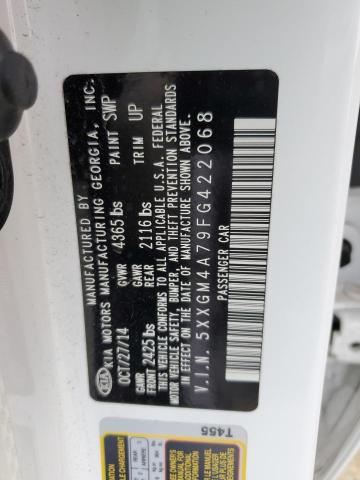 MANUFACTURED BY
KIA KIA MOTORS MANUFACTURING GEORGIA, INC.
OCT/27/14 GVWR 4365 lbs PAINT SWP
GAWR FRONT 2425 lbs GAWR REAR 2116 lbs TRIM UP
THIS VEHICLE CONFORMS TO ALL APPLICABLE U.S.A. FEDERAL
MOTOR VEHICLE SAFETY, BUMPER, AND THEFT PREVENTION STANDARDS
IN EFFECT ON THE DATE OF MANUFACTURE SHOWN ABOVE.
V.I.N. 5XXGM4A79FG422068
PASSENGER CAR
T455